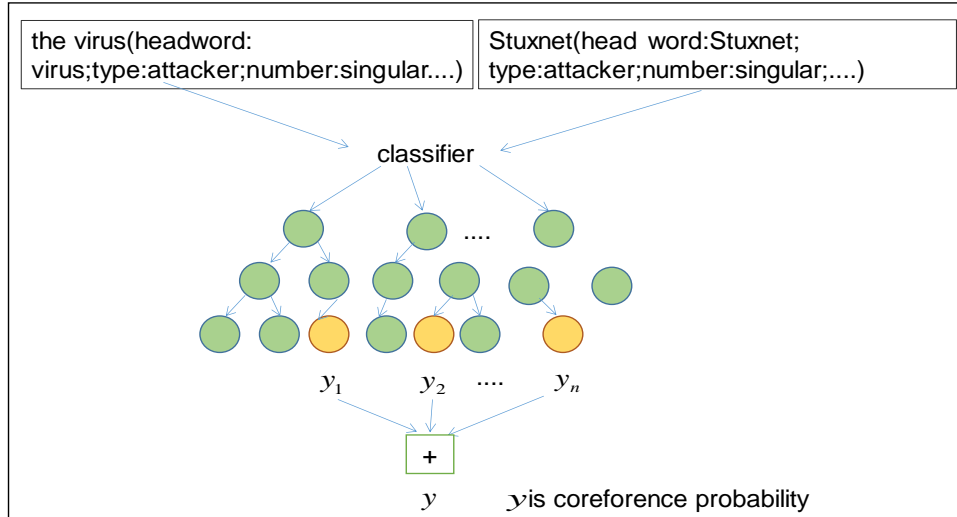 the virus(headword:
virus;type:attacker;number:singular....)
Stuxnet(head word:Stuxnet;
type:attacker;number:singular;....)
classifier
....
y1 y2 .... yn
+
y y is coreforence probability